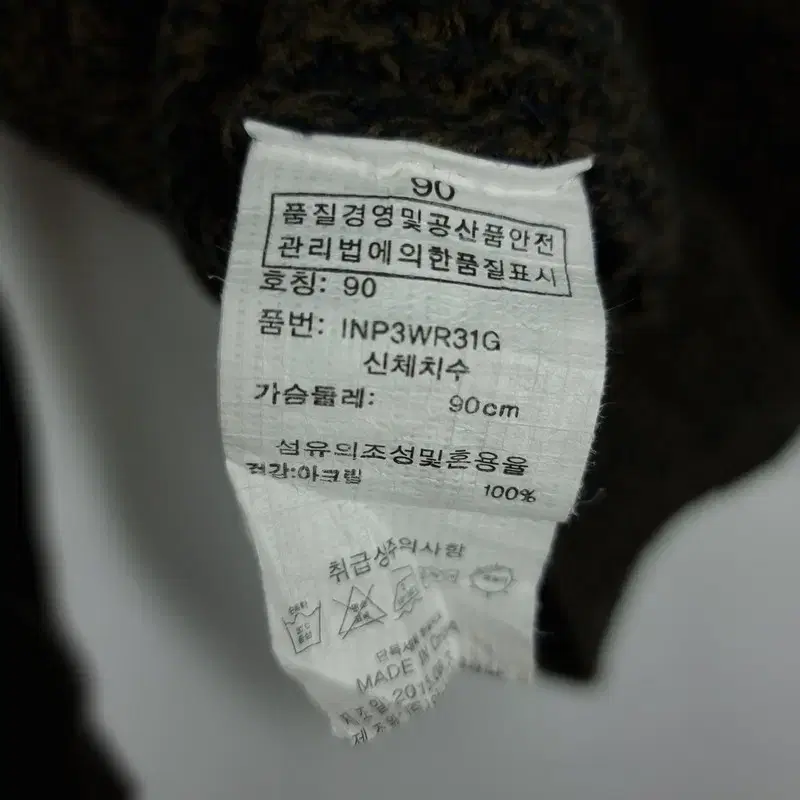 90
품질경영및공산품안전
관리법에의한품질표시
호칭: 90
품번: INP3WR31G
신체치수
가슴둘레: 90cm
섬유의조성및혼용율
겉감:아크릴 100%
취급상주의사항
MADE IN China